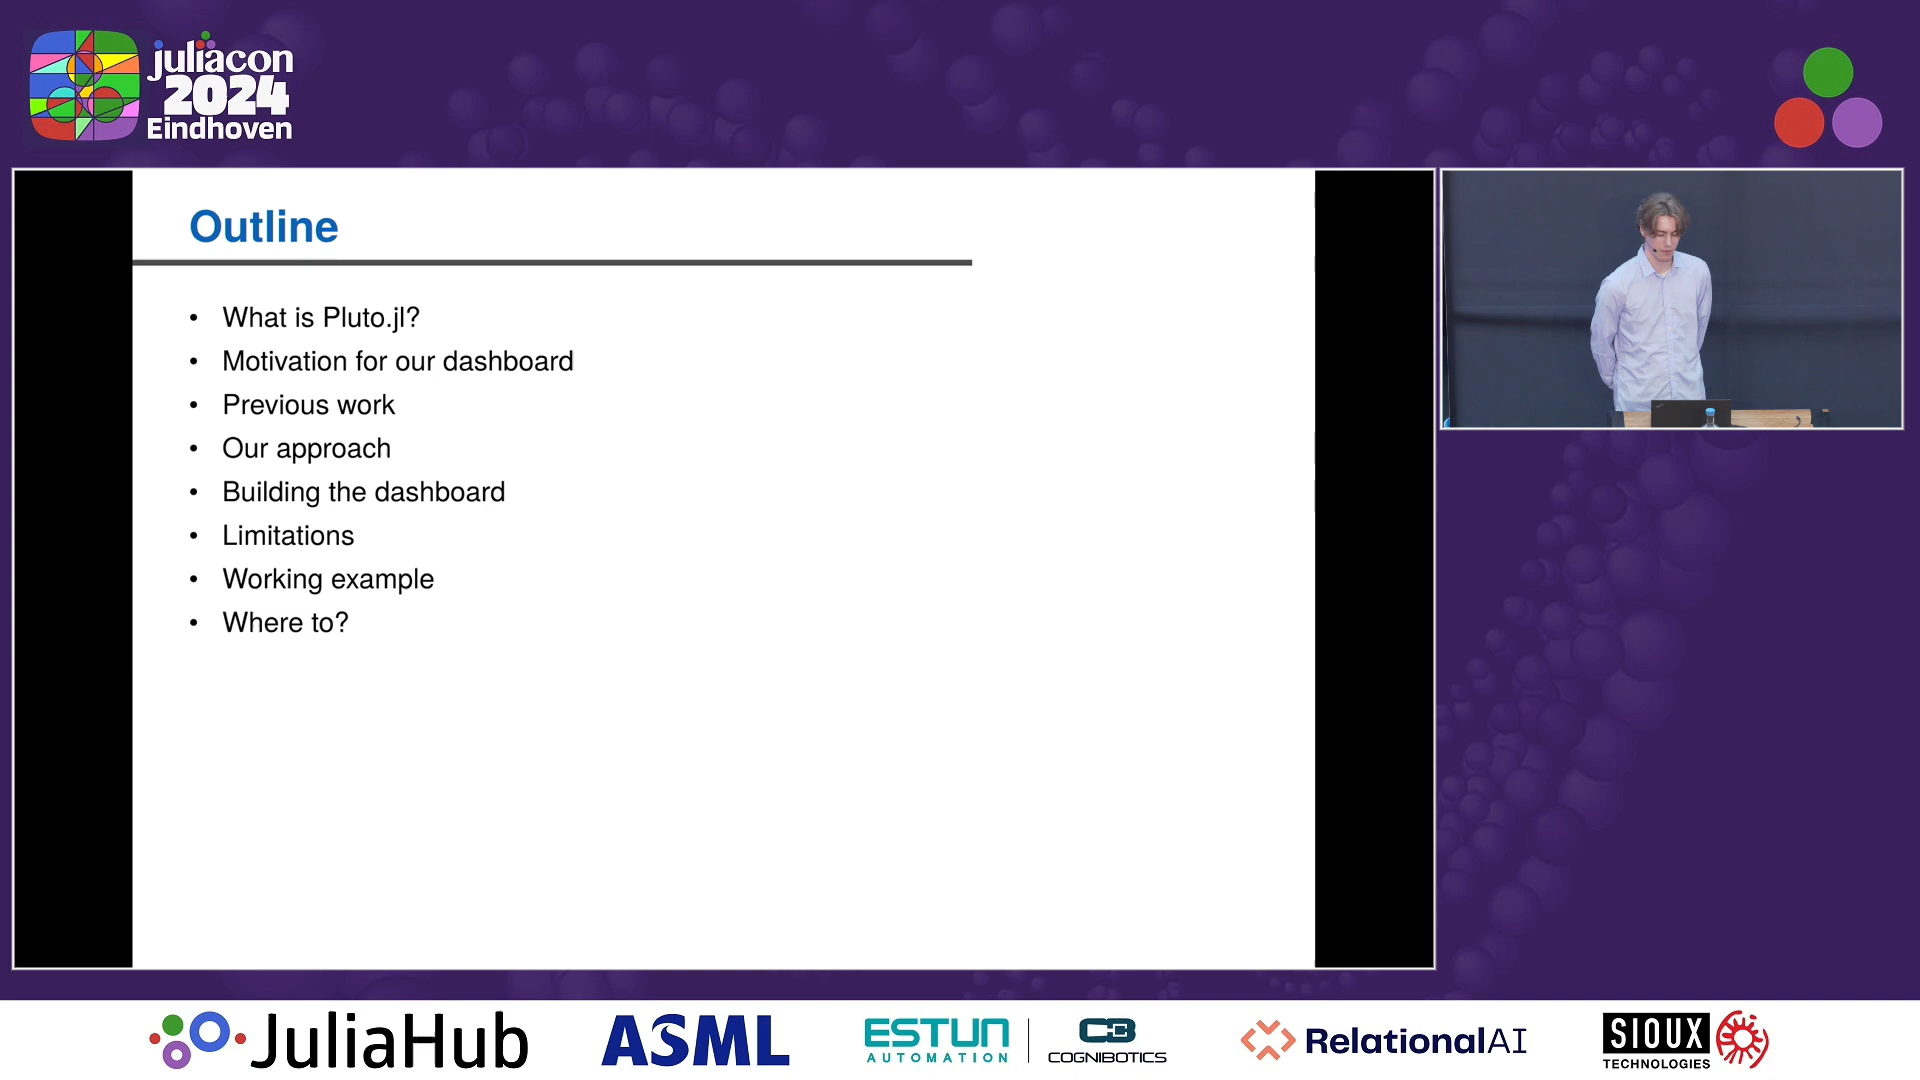 juliacon
2024
Eindhoven
Outline
• What is Pluto.jl?
• Motivation for our dashboard
• Previous work
• Our approach
• Building the dashboard
• Limitations
• Working example
• Where to?
JuliaHub
ASML
ESTUN
AUTOMATION
COGNIBOTICS
RelationalAI
SIOUX
TECHNOLOGIES